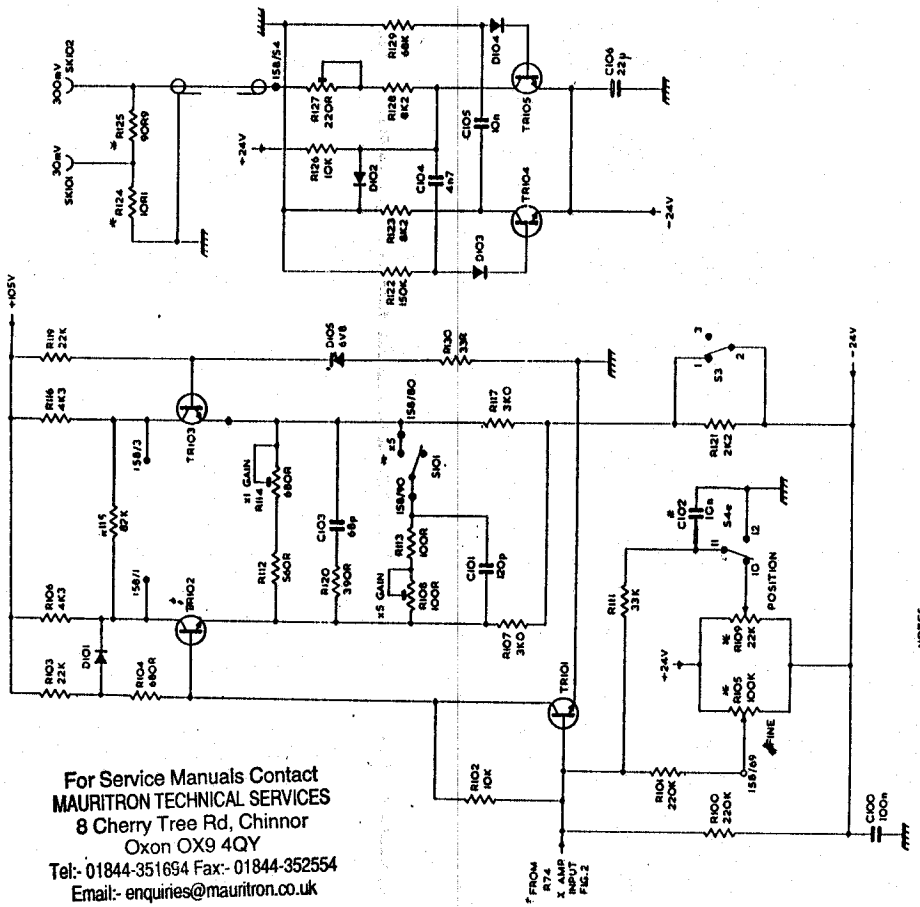 300mV SK102
30mV
SK101
* R125
90R9
* R124
10R1
158/S4
R127
220R
R129
68K
D104
+24V
R126
10K
R128
8K2
C105
10n
TR105
C106
22µ
D102
C104
4n7
R123
8K2
TR104
R122
150K
D103
-24V
+105V
R119
22K
R116
4K3
D105
6V8
R130
33R
TR103
158/3
*115
82K
158/1
R106
4K3
R103
22K
D101
R104
680R
TR102
x1 GAIN
R114
680R
R112
560R
C103
68p
R120
390R
* x5
158/80
S101
158/90
R113
100R
x5 GAIN
R108
100R
C101
120p
R117
3K0
R107
3K0
TR101
R102
10K
3
1
2
S3
R121
2K2
-24V
* C102
10n
S4e
11
12
10
R111
33K
POSITION
* R109
22K
+24V
* R105
100K
FINE
158/69
R101
220K
R100
220K
C100
100n
FROM
R74
X AMP
INPUT
FIG.2
NOTES
For Service Manuals Contact
MAURITRON TECHNICAL SERVICES
8 Cherry Tree Rd, Chinnor
Oxon OX9 4QY
Tel:- 01844-351694 Fax:- 01844-352554
Email:- enquiries@mauritron.co.uk